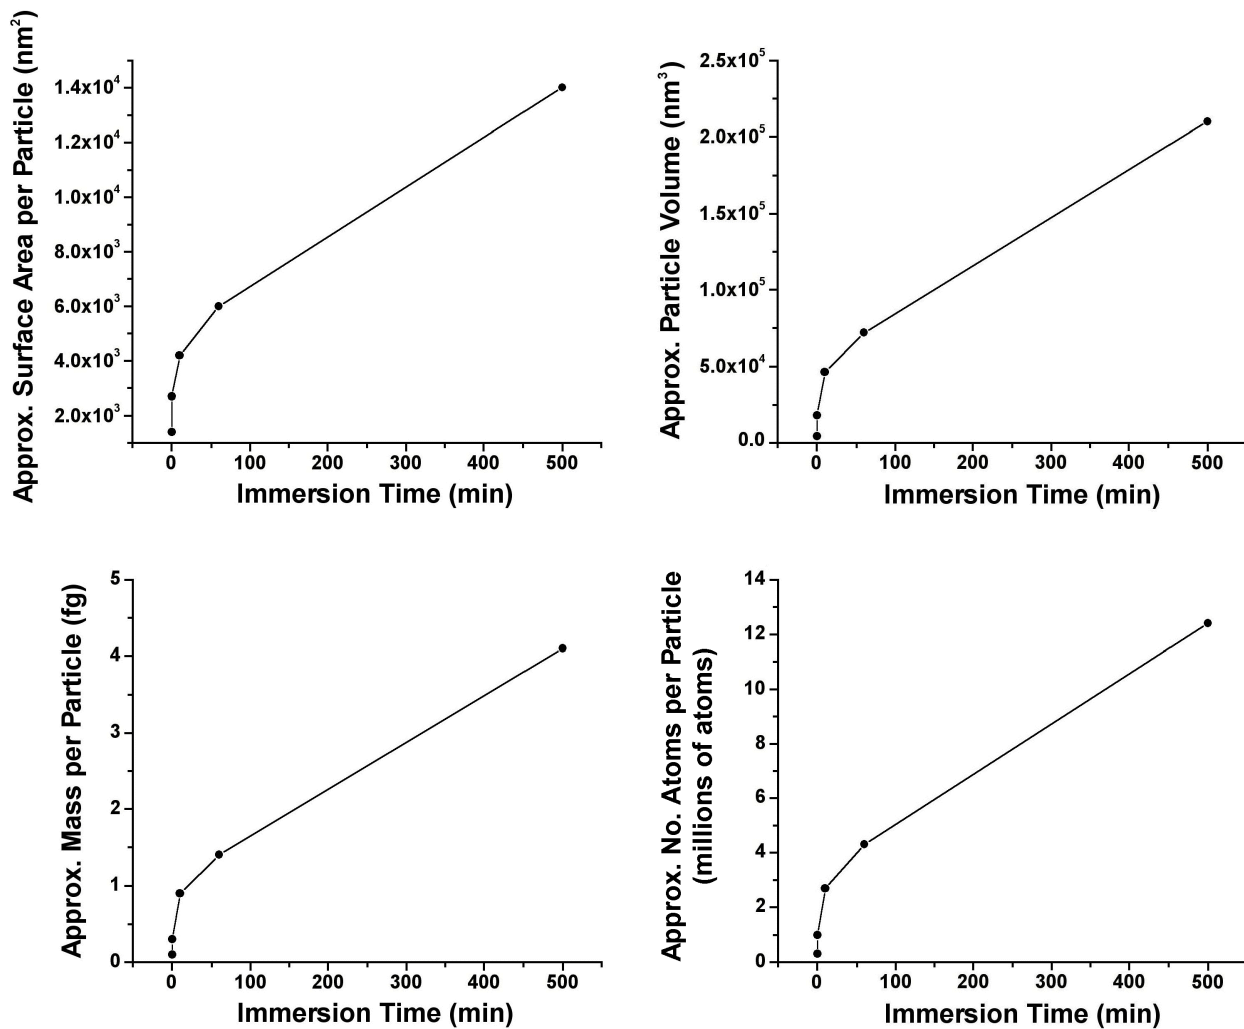 Approx. Surface Area per Particle (nm²)
1.4x10⁴
1.2x10⁴
1.0x10⁴
8.0x10³
6.0x10³
4.0x10³
2.0x10³
0 100 200 300 400 500
Immersion Time (min)
Approx. Particle Volume (nm³)
2.5x10⁵
2.0x10⁵
1.5x10⁵
1.0x10⁵
5.0x10⁴
0.0
0 100 200 300 400 500
Immersion Time (min)
Approx. Mass per Particle (fg)
5
4
3
2
1
0
0 100 200 300 400 500
Immersion Time (min)
Approx. No. Atoms per Particle
(millions of atoms)
14
12
10
8
6
4
2
0
0 100 200 300 400 500
Immersion Time (min)